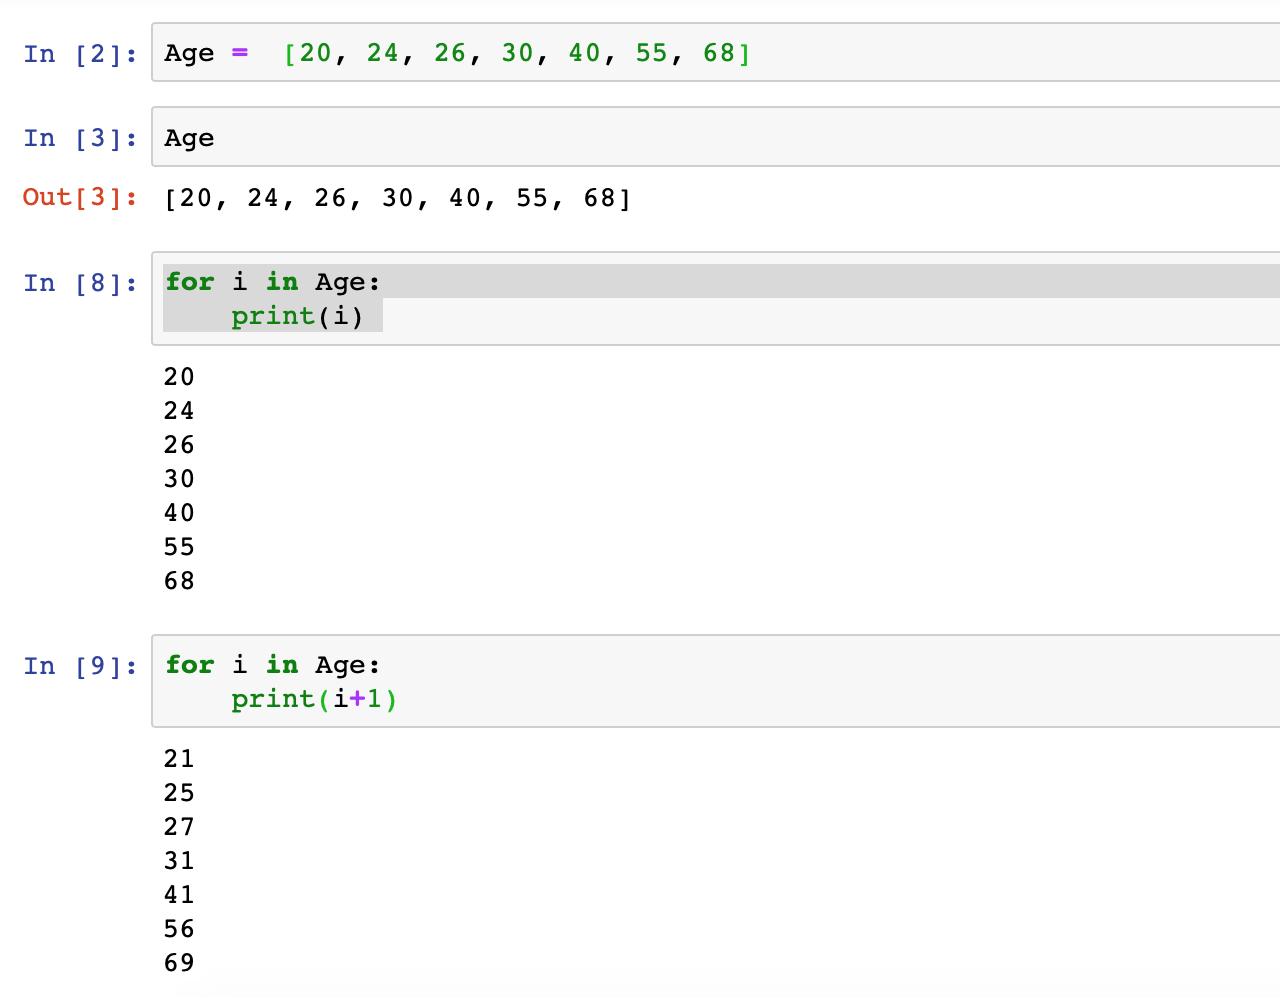 In [2]: Age =  [20, 24, 26, 30, 40, 55, 68]
In [3]: Age
Out[3]: [20, 24, 26, 30, 40, 55, 68]
In [8]: for i in Age:
    print(i)
20
24
26
30
40
55
68
In [9]: for i in Age:
    print(i+1)
21
25
27
31
41
56
69